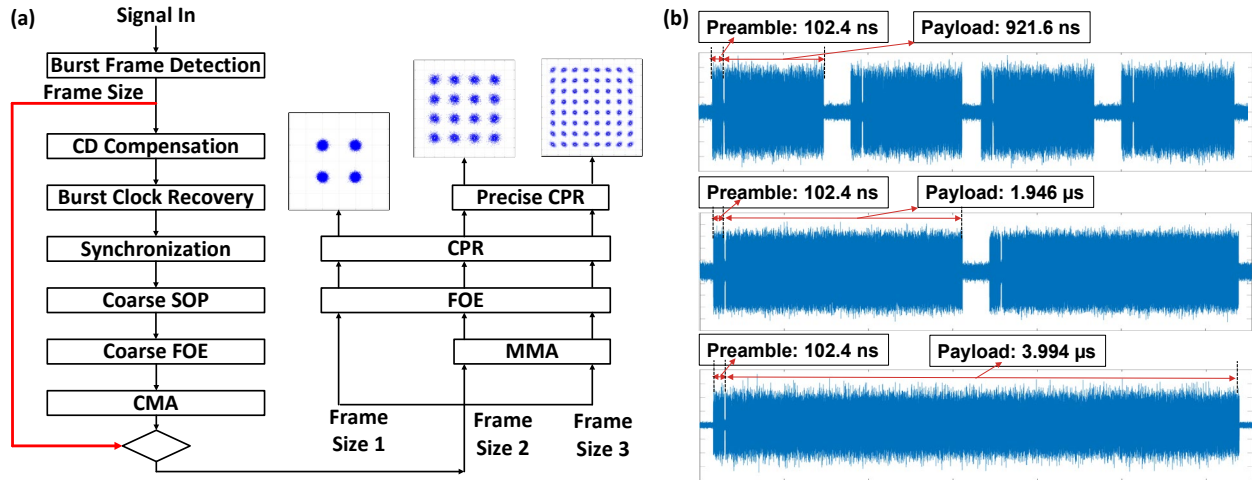 (a)
Signal In
Burst Frame Detection
Frame Size
CD Compensation
Burst Clock Recovery
Synchronization
Coarse SOP
Coarse FOE
CMA
Precise CPR
CPR
FOE
MMA
Frame
Size 1
Frame
Size 2
Frame
Size 3
(b)
Preamble: 102.4 ns
Payload: 921.6 ns
Preamble: 102.4 ns
Payload: 1.946 µs
Preamble: 102.4 ns
Payload: 3.994 µs